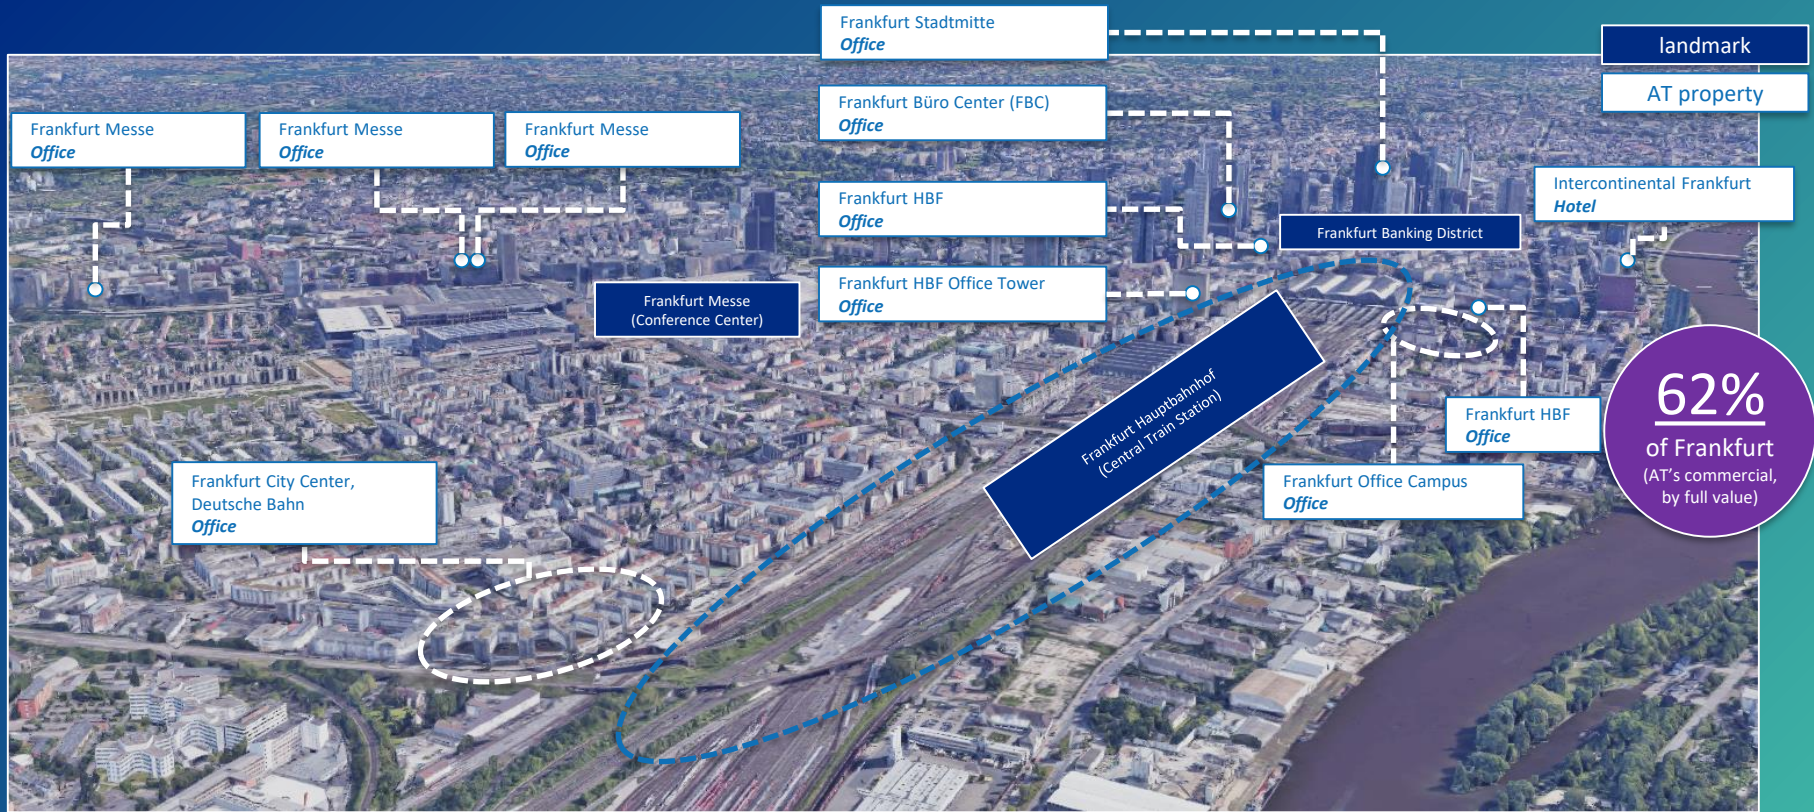 Frankfurt Stadtmitte
Office
landmark
AT property
Frankfurt Büro Center (FBC)
Office
Frankfurt Messe
Office
Frankfurt Messe
Office
Frankfurt Messe
Office
Frankfurt HBF
Office
Intercontinental Frankfurt
Hotel
Frankfurt Banking District
Frankfurt HBF Office Tower
Office
Frankfurt Messe
(Conference Center)
Frankfurt Hauptbahnhof
(Central Train Station)
62%
of Frankfurt
(AT's commercial,
by full value)
Frankfurt HBF
Office
Frankfurt Office Campus
Office
Frankfurt City Center,
Deutsche Bahn
Office